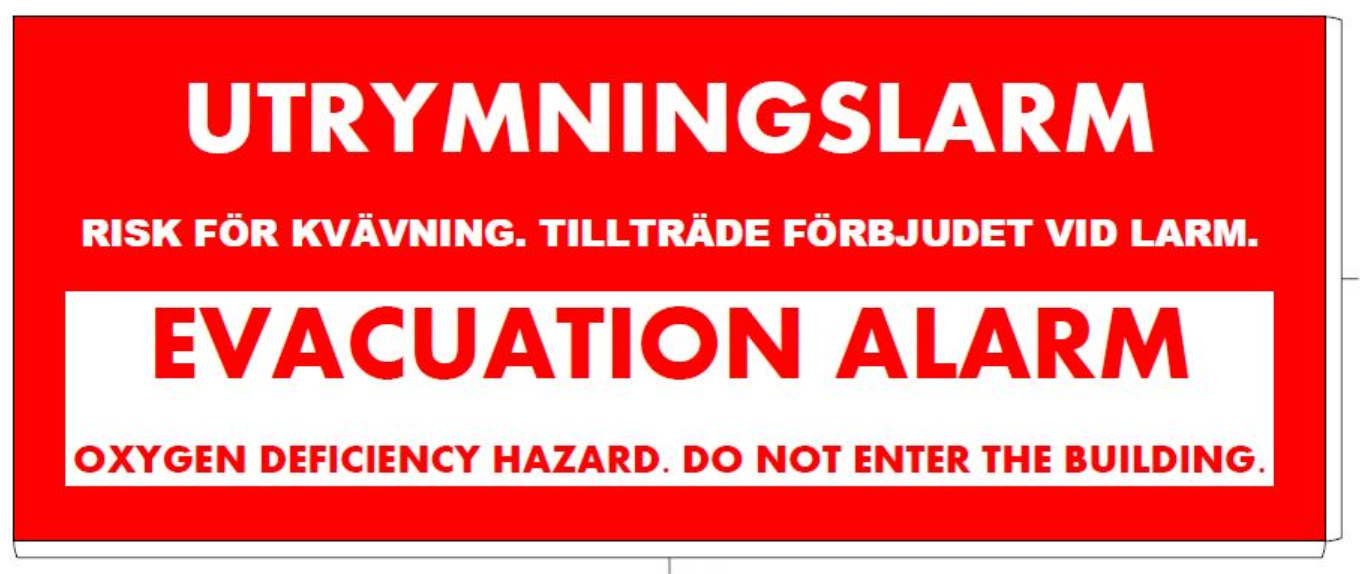 UTRYMNINGSLARM
RISK FÖR KVÄVNING. TILLTRÄDE FÖRBJUDET VID LARM.
EVACUATION ALARM
OXYGEN DEFICIENCY HAZARD. DO NOT ENTER THE BUILDING.